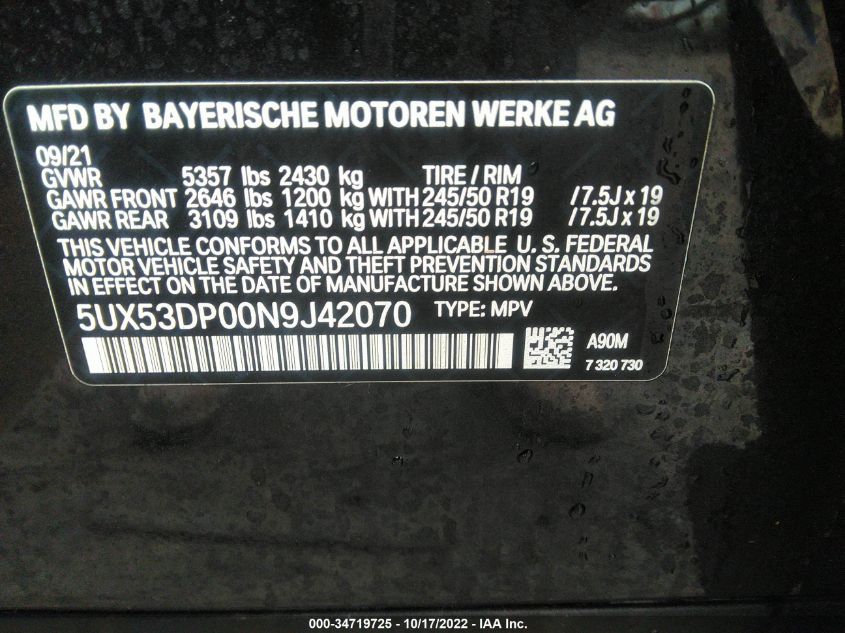 MFD BY BAYERISCHE MOTOREN WERKE AG
09/21
GVWR 5357 lbs 2430 kg TIRE / RIM
GAWR FRONT 2646 lbs 1200 kg WITH 245/50 R19 / 7.5J x 19
GAWR REAR 3109 lbs 1410 kg WITH 245/50 R19 / 7.5J x 19
THIS VEHICLE CONFORMS TO ALL APPLICABLE U. S. FEDERAL
MOTOR VEHICLE SAFETY AND THEFT PREVENTION STANDARDS
IN EFFECT ON THE DATE OF MANUFACTURE SHOWN ABOVE.
5UX53DP00N9J42070 TYPE: MPV
A90M
7 320 730
000-34719725 - 10/17/2022 - IAA Inc.